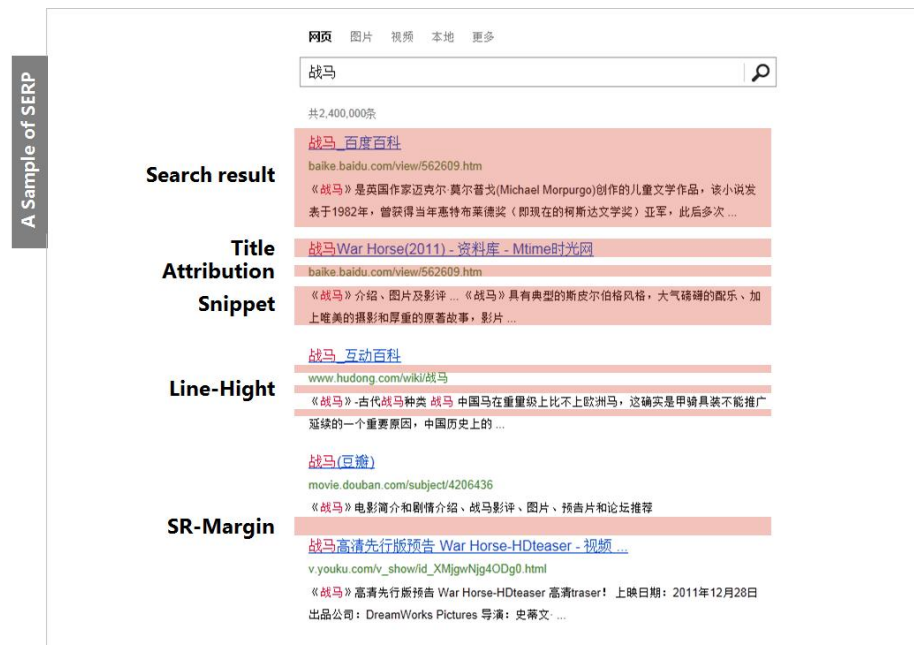 A Sample of SERP
网页 图片 视频 本地 更多
战马
共2,400,000条
Search result
战马_百度百科
baike.baidu.com/view/562609.htm
《战马》是英国作家迈克尔·莫尔普戈(Michael Morpurgo)创作的儿童文学作品，该小说发
表于1982年，曾获得当年惠特布莱德奖（即现在的柯斯达文学奖）亚军，此后多次 ...
Title
战马War Horse(2011) - 资料库 - Mtime时光网
Attribution
baike.baidu.com/view/562609.htm
Snippet
《战马》介绍、图片及影评 ... 《战马》具有典型的斯皮尔伯格风格，大气磅礴的配乐、加
上唯美的摄影和厚重的原著故事，影片 ...
战马_互动百科
www.hudong.com/wiki/战马
Line-Hight
《战马》-古代战马种类 战马 中国马在重量级上比不上欧洲马，这确实是甲骑具装不能推广
延续的一个重要原因，中国历史上的 ...
战马(豆瓣)
movie.douban.com/subject/4206436
《战马》电影简介和剧情介绍、战马影评、图片、预告片和论坛推荐
SR-Margin
战马高清先行版预告 War Horse-HDteaser - 视频 ...
v.youku.com/v_show/id_XMjgwNjg4ODg0.html
《战马》高清先行版预告 War Horse-HDteaser 高清traser！ 上映日期：2011年12月28日
出品公司：DreamWorks Pictures 导演：史蒂文· ...